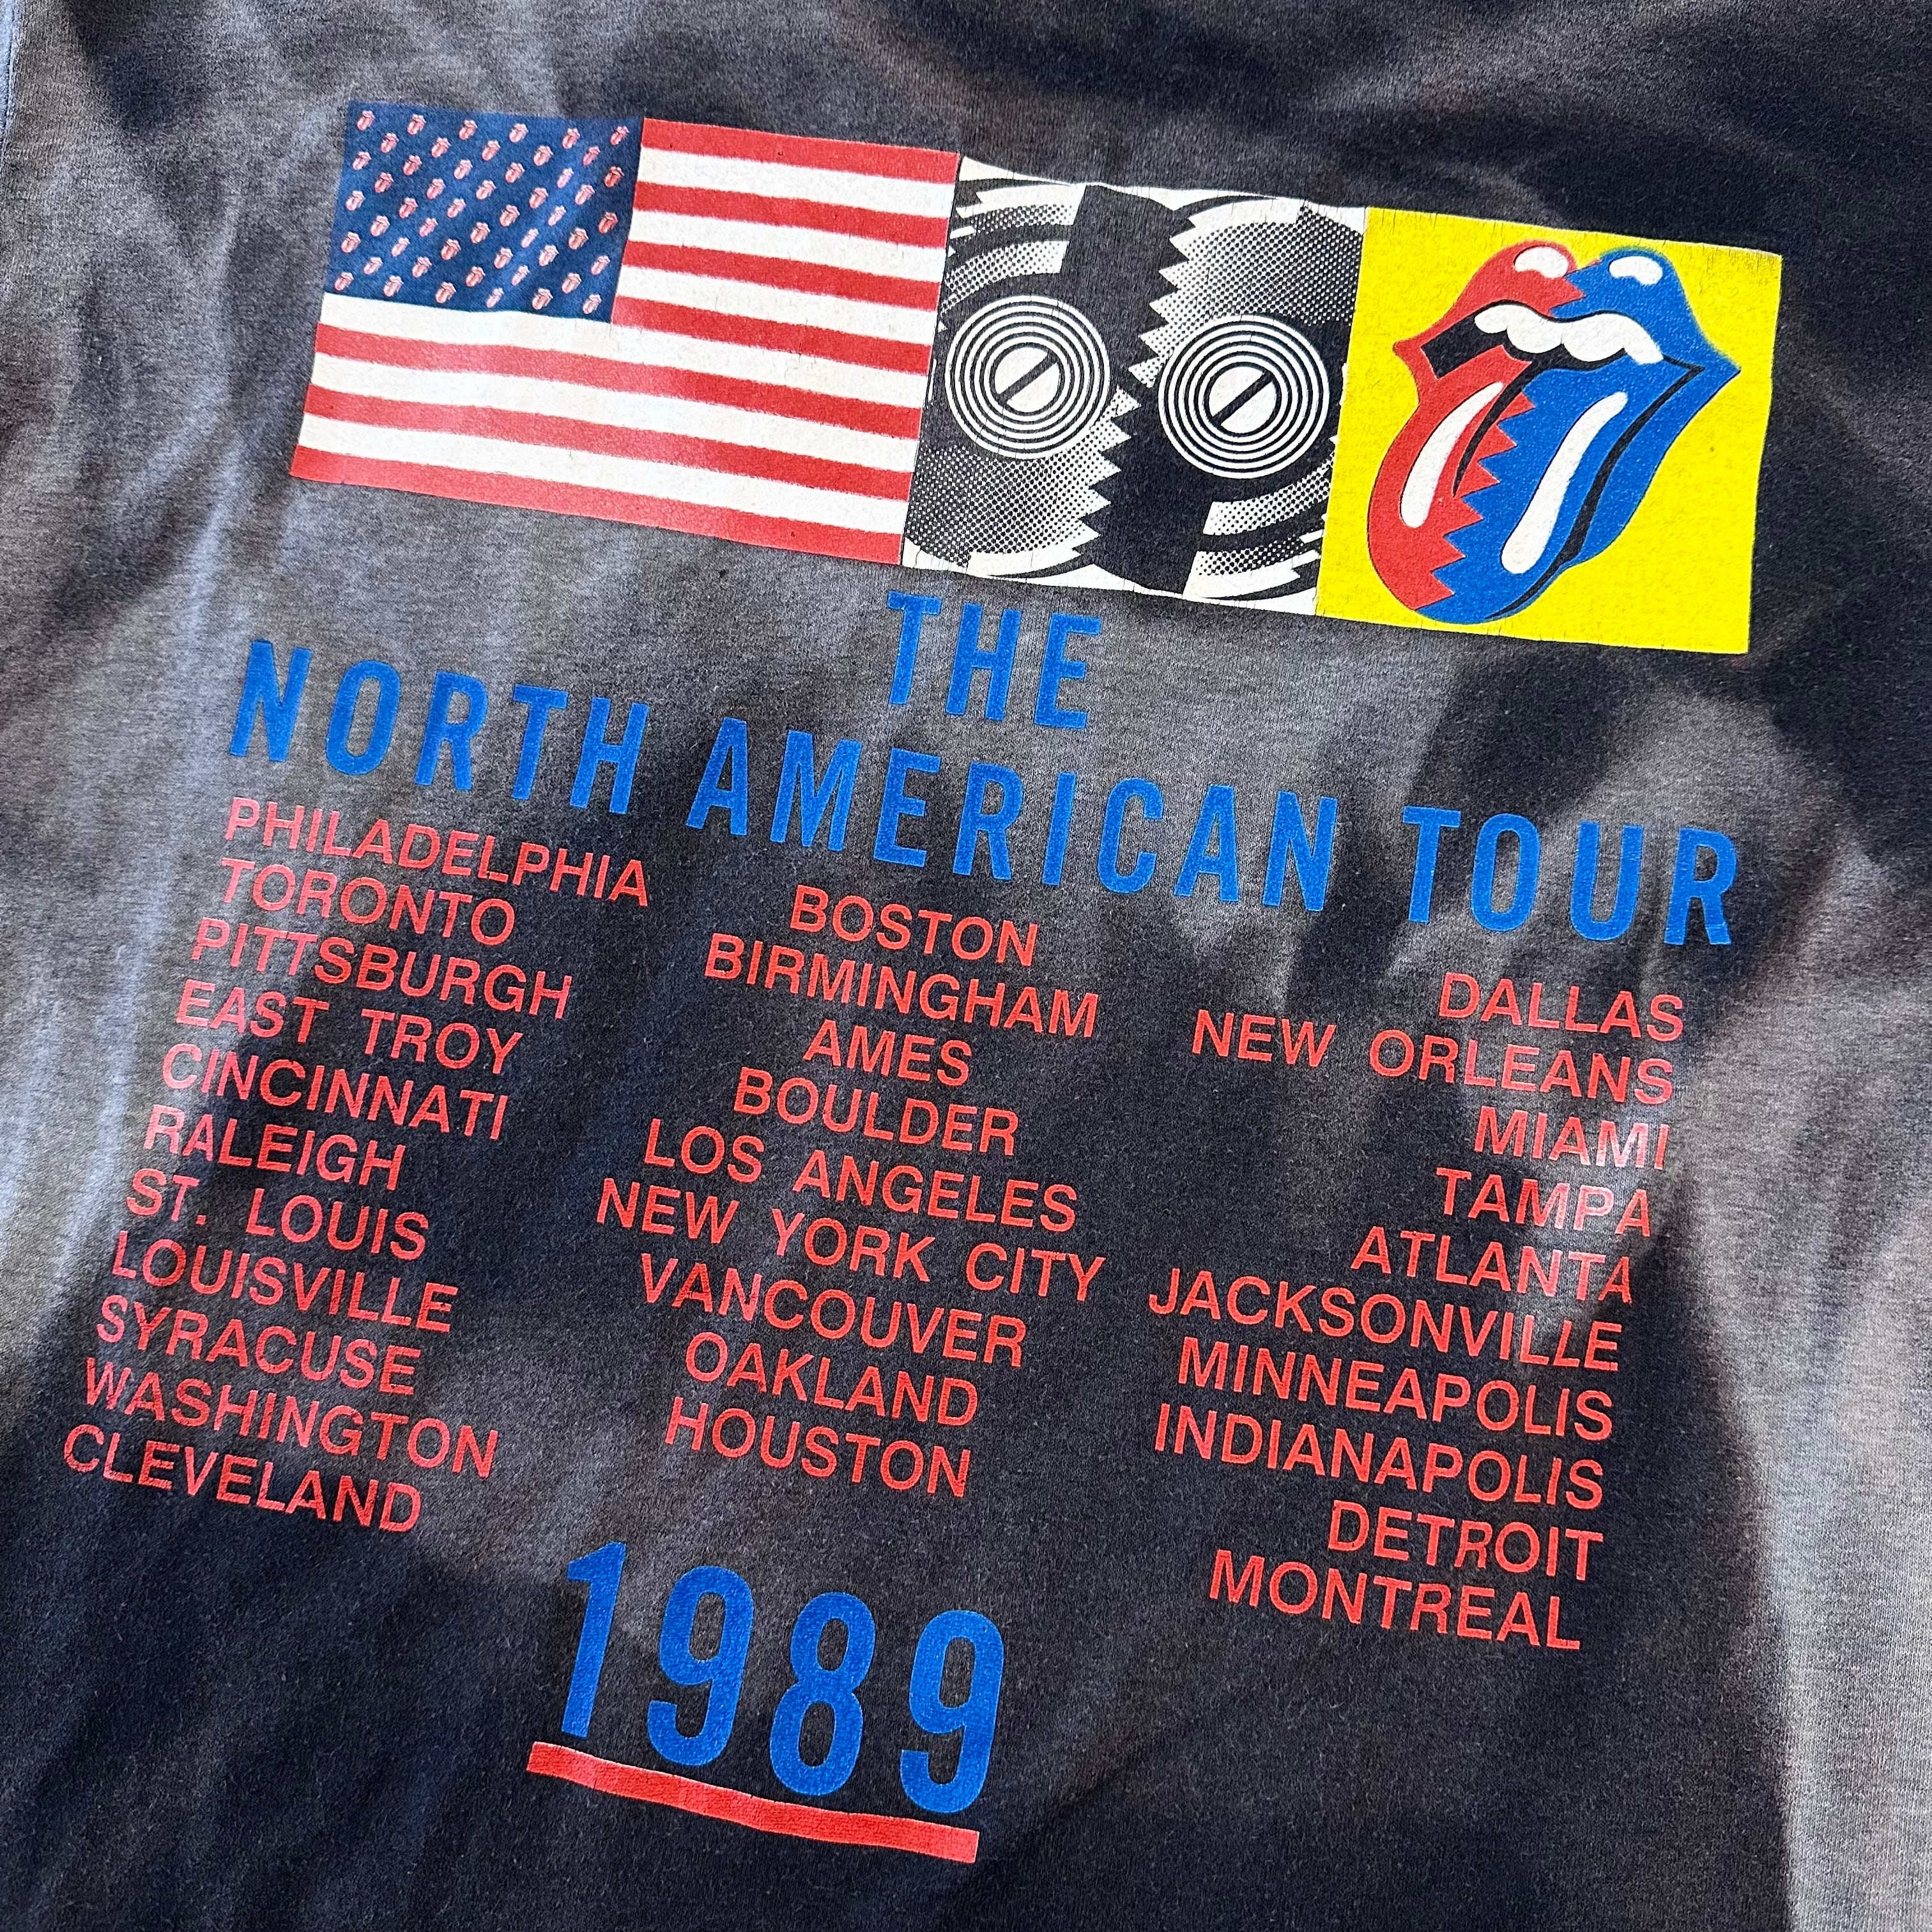 THE
NORTH AMERICAN TOUR
PHILADELPHIA
TORONTO
PITTSBURGH
EAST TROY
CINCINNATI
RALEIGH
ST. LOUIS
LOUISVILLE
SYRACUSE
WASHINGTON
CLEVELAND
BOSTON
BIRMINGHAM
AMES
BOULDER
LOS ANGELES
NEW YORK CITY
VANCOUVER
OAKLAND
HOUSTON
DALLAS
NEW ORLEANS
MIAMI
TAMPA
ATLANTA
JACKSONVILLE
MINNEAPOLIS
INDIANAPOLIS
DETROIT
MONTREAL
1989